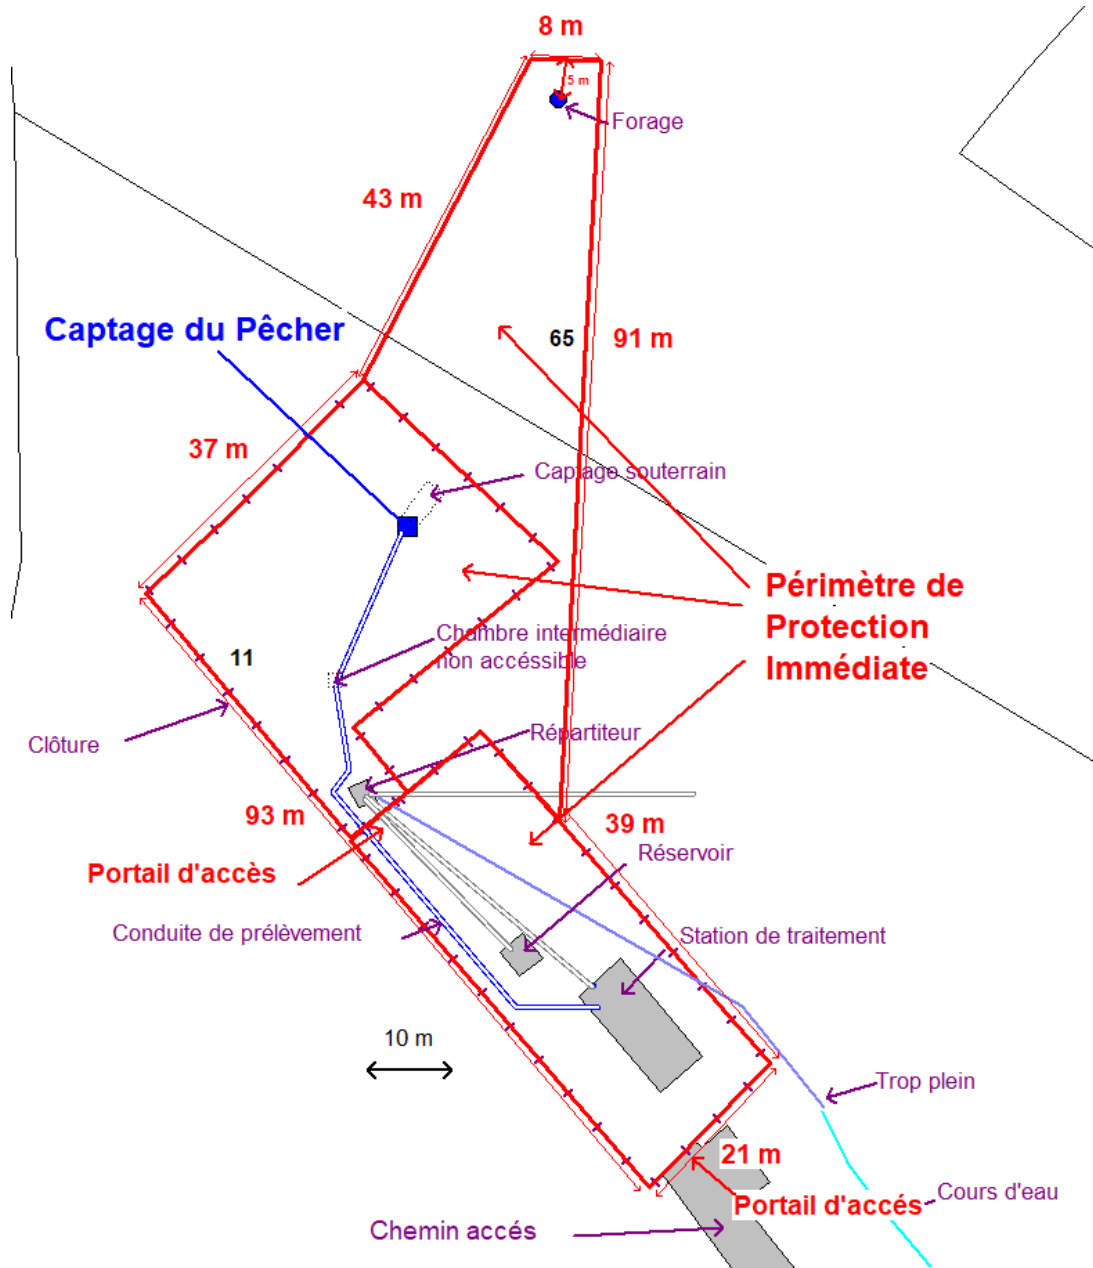 8 m
5 m
Forage
43 m
Captage du Pêcher
65
91 m
37 m
Captage souterrain
Périmètre de
Protection
Immédiate
Chambre intermédiaire
non accéssible
11
Clôture
Répartiteur
93 m
39 m
Réservoir
Portail d'accès
Conduite de prélèvement
Station de traitement
10 m
Trop plein
21 m
Portail d'accés
Cours d'eau
Chemin accés